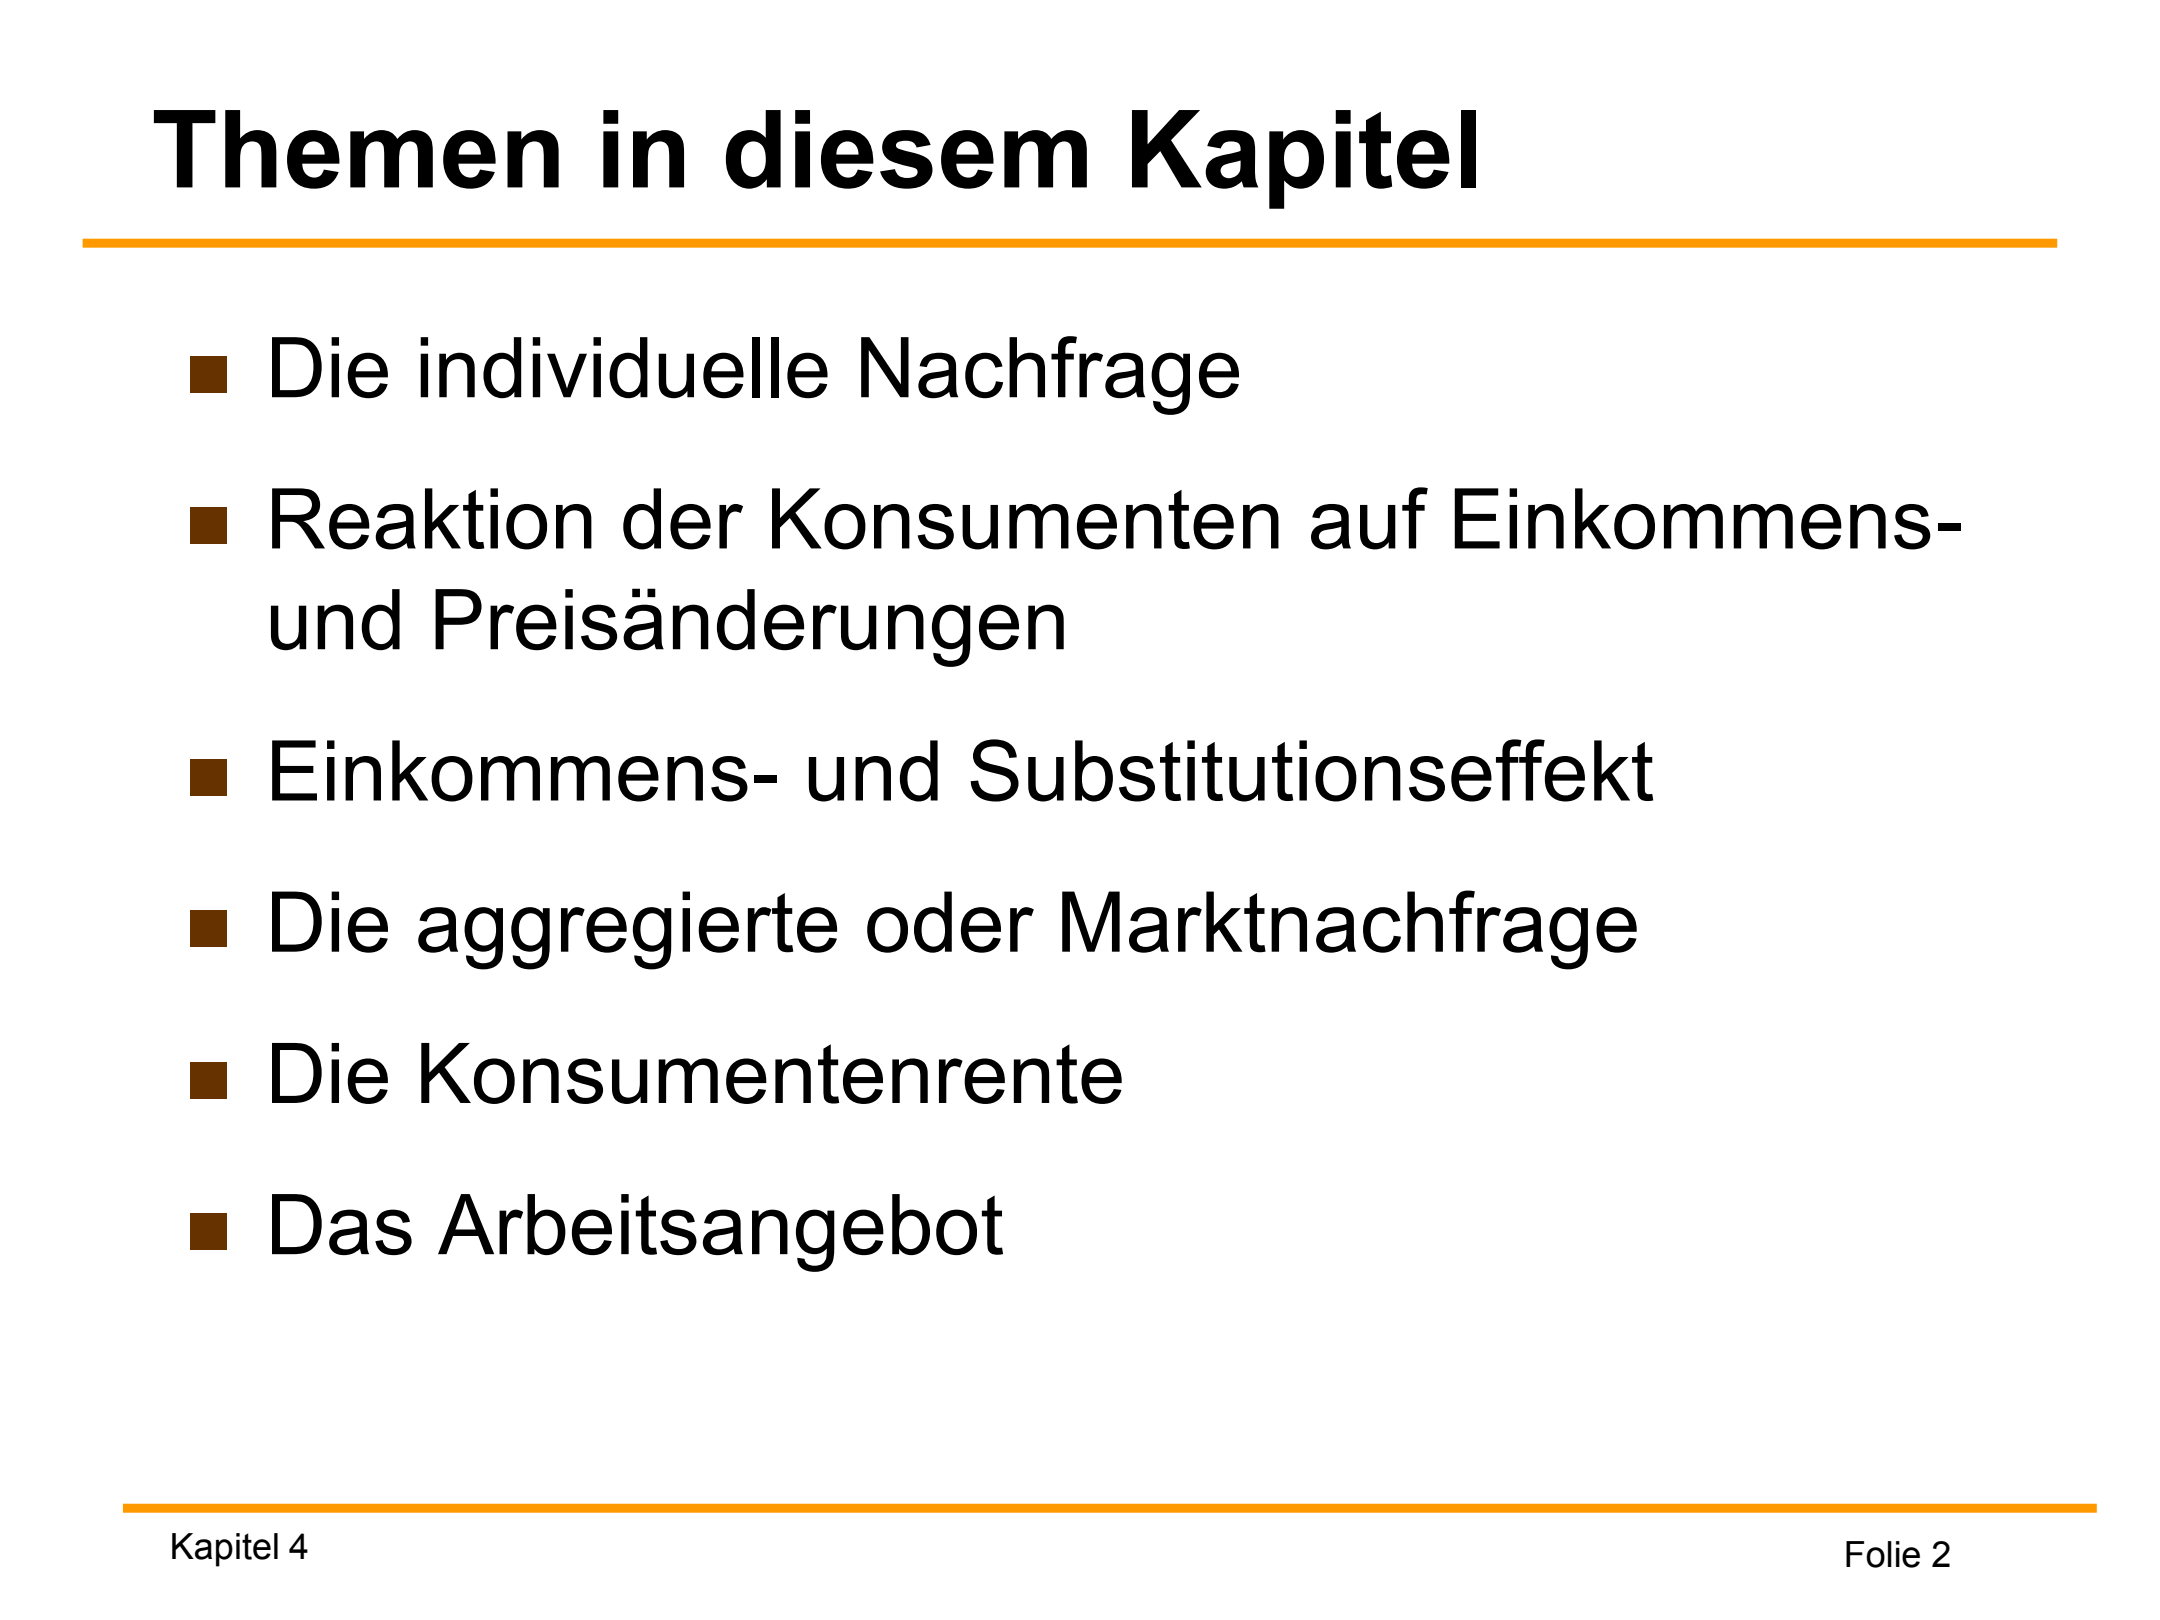 Themen in diesem Kapitel
Die individuelle Nachfrage
Reaktion der Konsumenten auf Einkommens-
und Preisänderungen
Einkommens- und Substitutionseffekt
Die aggregierte oder Marktnachfrage
Die Konsumentenrente
Das Arbeitsangebot
Kapitel 4
Folie 2